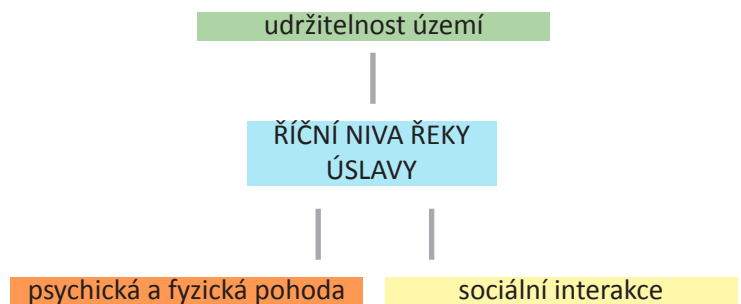 udržitelnost území
ŘÍČNÍ NIVA ŘEKY
ÚSLAVY
psychická a fyzická pohoda
sociální interakce